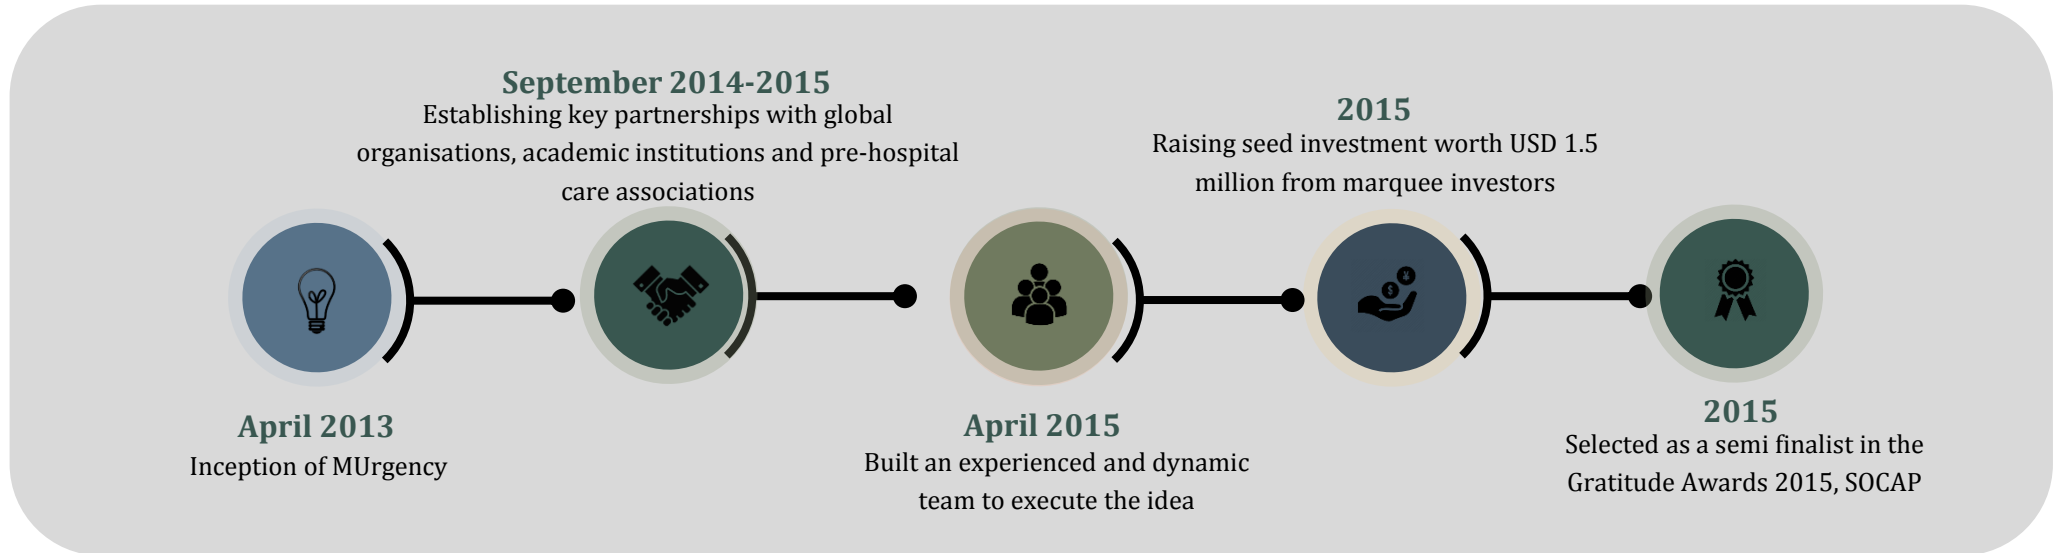 September 2014-2015
Establishing key partnerships with global
organisations, academic institutions and pre-hospital
care associations
2015
Raising seed investment worth USD 1.5
million from marquee investors
$
¥
April 2013
Inception of MUrgency
April 2015
Built an experienced and dynamic
team to execute the idea
2015
Selected as a semi finalist in the
Gratitude Awards 2015, SOCAP